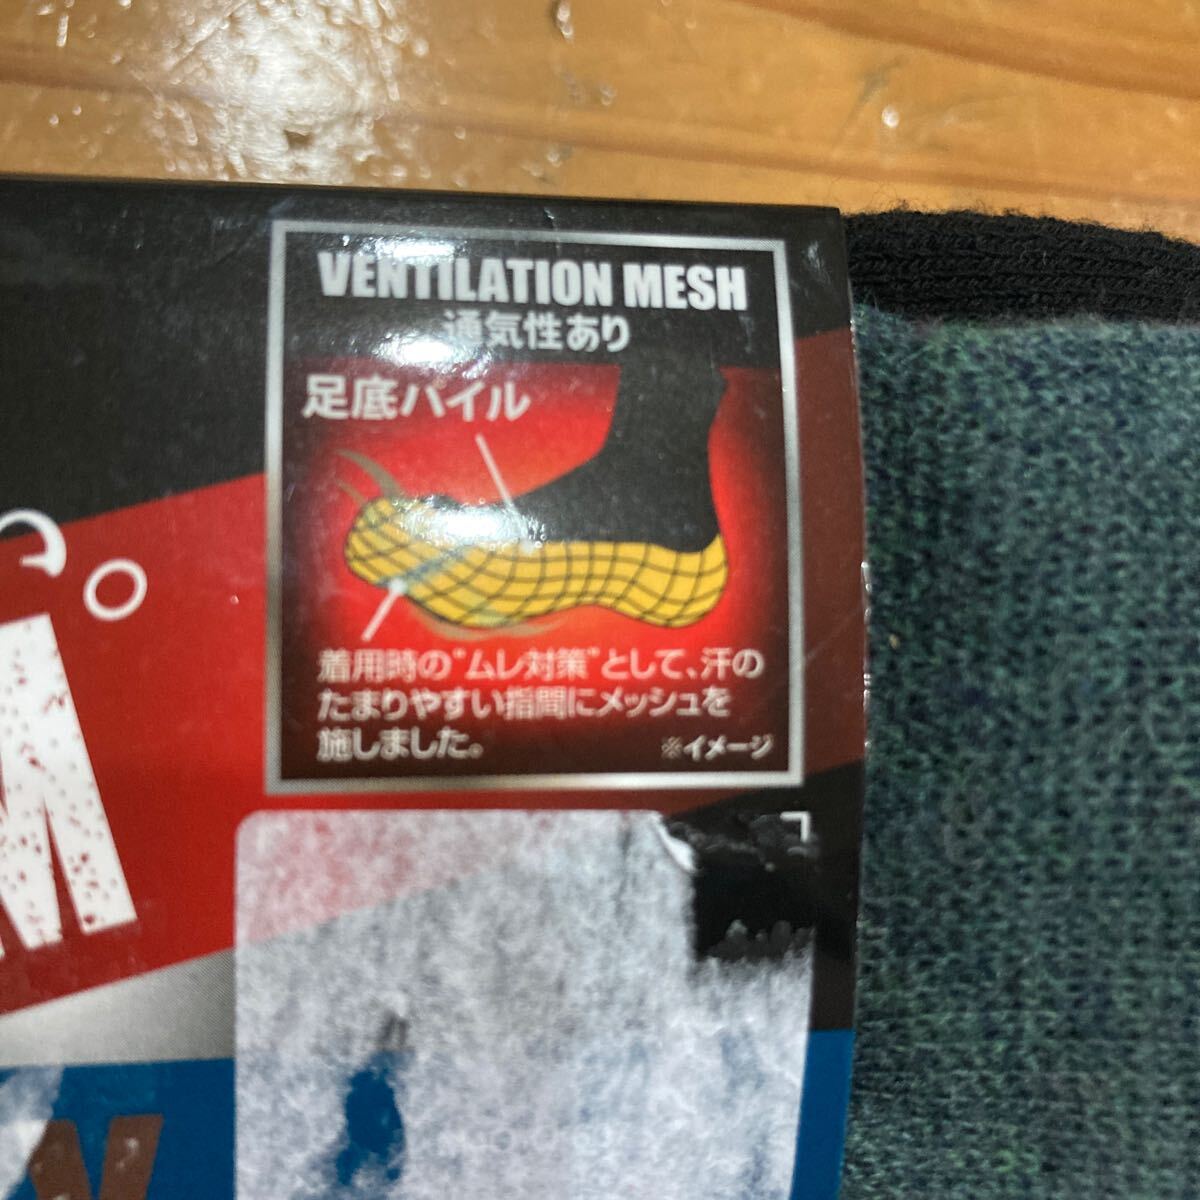 VENTILATION MESH
通気性あり
足底パイル
着用時の"ムレ対策"として、汗の
たまりやすい指間にメッシュを
施しました。
※イメージ
。
M